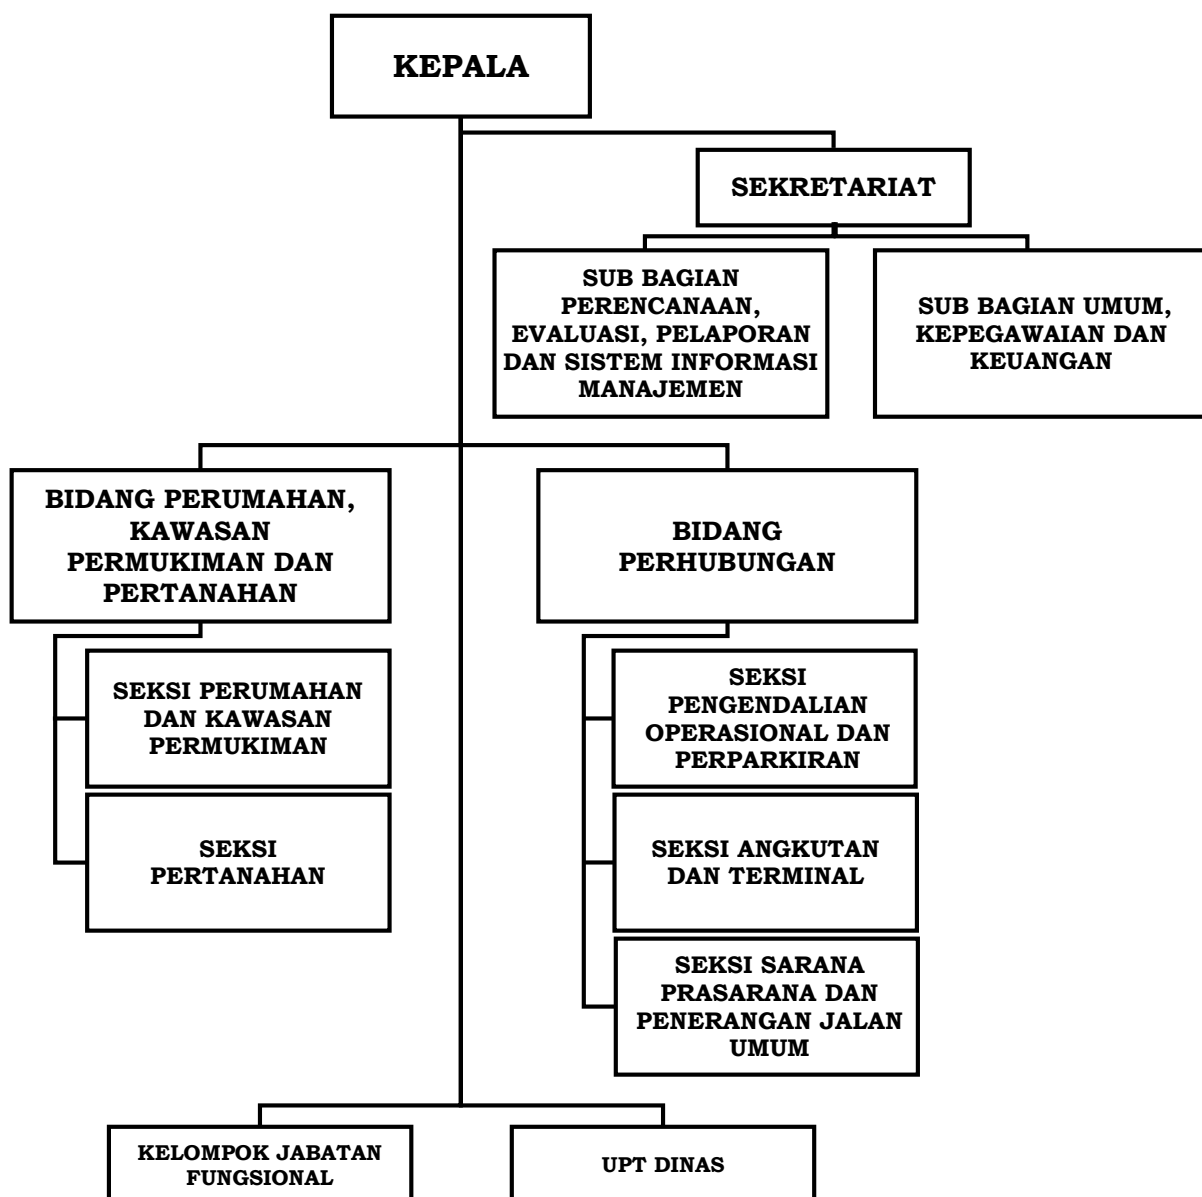 KEPALA
SEKRETARIAT
SUB BAGIAN
PERENCANAAN,
EVALUASI, PELAPORAN
DAN SISTEM INFORMASI
MANAJEMEN
SUB BAGIAN UMUM,
KEPEGAWAIAN DAN
KEUANGAN
BIDANG PERUMAHAN,
KAWASAN
PERMUKIMAN DAN
PERTANAHAN
BIDANG
PERHUBUNGAN
SEKSI PERUMAHAN
DAN KAWASAN
PERMUKIMAN
SEKSI
PERTANAHAN
SEKSI
PENGENDALIAN
OPERASIONAL DAN
PERPARKIRAN
SEKSI ANGKUTAN
DAN TERMINAL
SEKSI SARANA
PRASARANA DAN
PENERANGAN JALAN
UMUM
KELOMPOK JABATAN
FUNGSIONAL
UPT DINAS